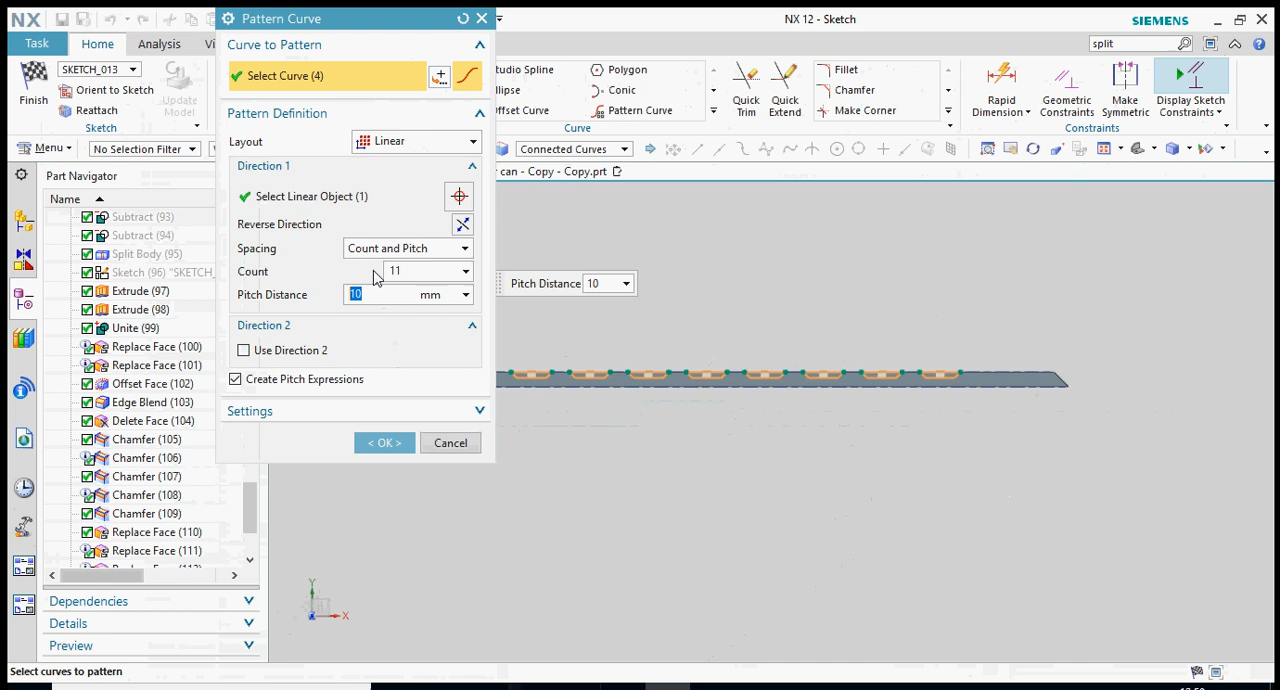 NX
Pattern Curve
NX 12 - Sketch
SIEMENS
Task
Home
Analysis
Vi
split
Curve to Pattern
Select Curve (4)
Finish
SKETCH_013
Orient to Sketch
Reattach
Sketch
Update
Model
tudio Spline
llipse
ffset Curve
Polygon
Conic
Pattern Curve
Curve
Quick
Trim
Quick
Extend
Fillet
Chamfer
Make Corner
Rapid
Dimension
Geometric
Constraints
Make
Symmetric
Display Sketch
Constraints
Constraints
Menu
No Selection Filter
Connected Curves
r can - Copy - Copy.prt
Pattern Definition
Layout
Linear
Direction 1
Select Linear Object (1)
Reverse Direction
Spacing
Count and Pitch
Count
11
Pitch Distance
10
mm
Direction 2
Use Direction 2
Create Pitch Expressions
Settings
< OK >
Cancel
Pitch Distance
10
Part Navigator
Name
Subtract (93)
Subtract (94)
Split Body (95)
Sketch (96) "SKETCH_
Extrude (97)
Extrude (98)
Unite (99)
Replace Face (100)
Replace Face (101)
Offset Face (102)
Edge Blend (103)
Delete Face (104)
Chamfer (105)
Chamfer (106)
Chamfer (107)
Chamfer (108)
Chamfer (109)
Replace Face (110)
Replace Face (111)
Dependencies
Details
Preview
Y
X
Select curves to pattern